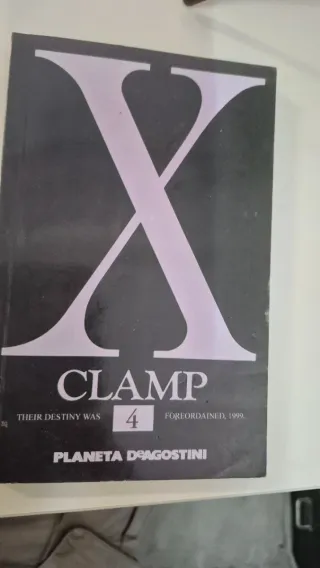 X
CLAMP
THEIR DESTINY WAS 4 FOREORDAINED, 1999.
PLANETA DeAGOSTINI